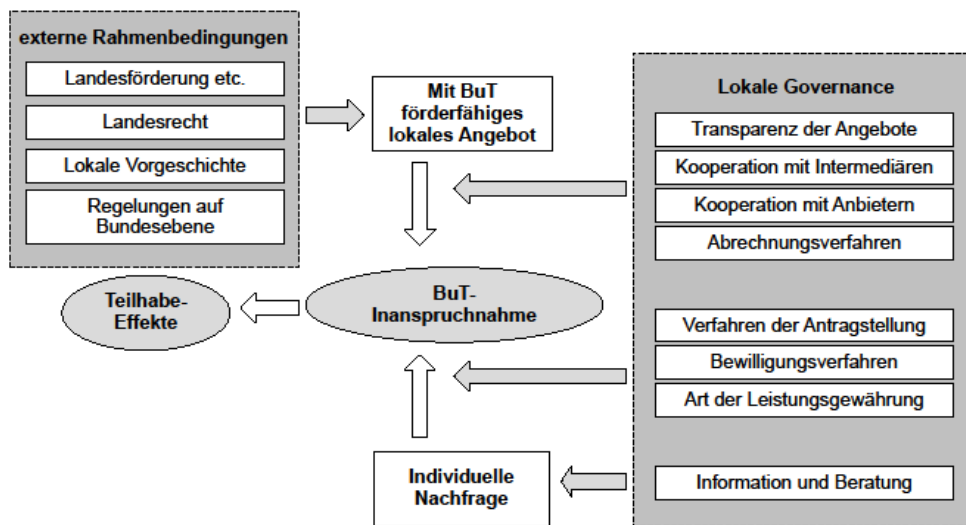 externe Rahmenbedingungen
Landesförderung etc.
Landesrecht
Lokale Vorgeschichte
Regelungen auf
Bundesebene
Mit BuT
förderfähiges
lokales Angebot
Lokale Governance
Transparenz der Angebote
Kooperation mit Intermediären
Kooperation mit Anbietern
Abrechnungsverfahren
Teilhabe-
Effekte
BuT-
Inanspruchnahme
Verfahren der Antragstellung
Bewilligungsverfahren
Art der Leistungsgewährung
Individuelle
Nachfrage
Information und Beratung